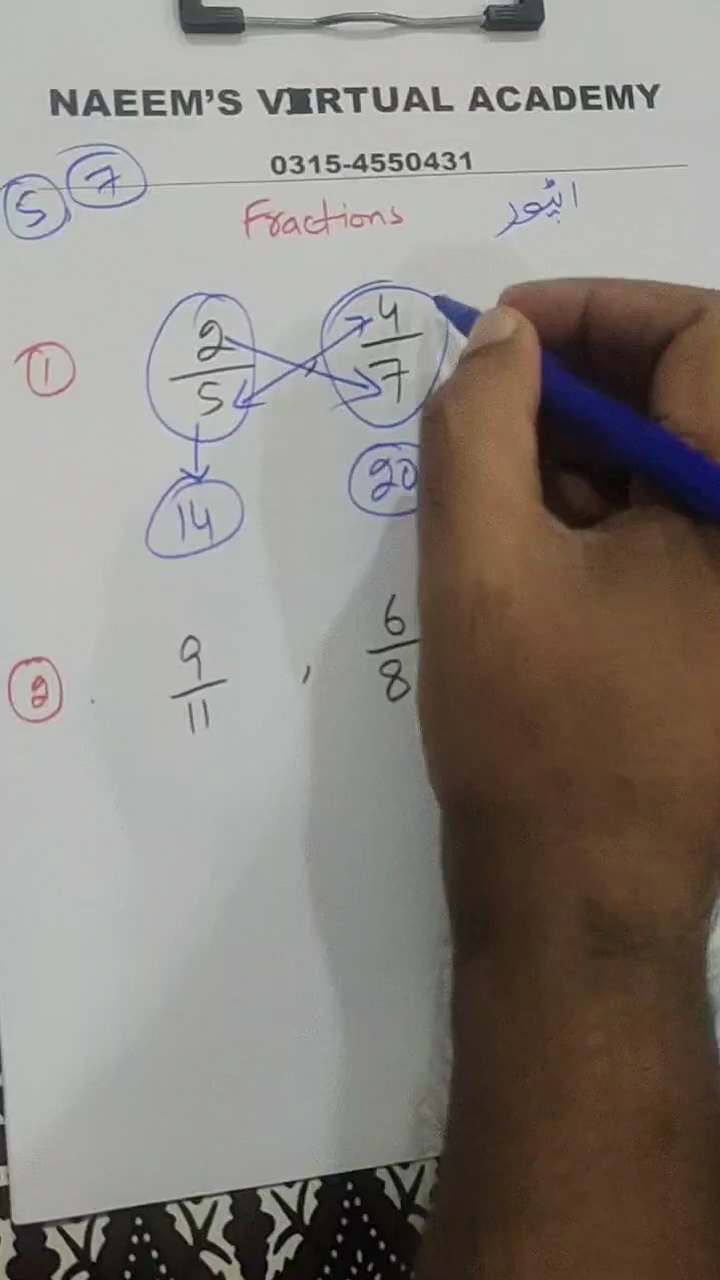 NAEEM'S VIRTUAL ACADEMY
0315-4550431
5 7
Fractions
① 2/5 4/7
14 20
② 9/11 , 6/8